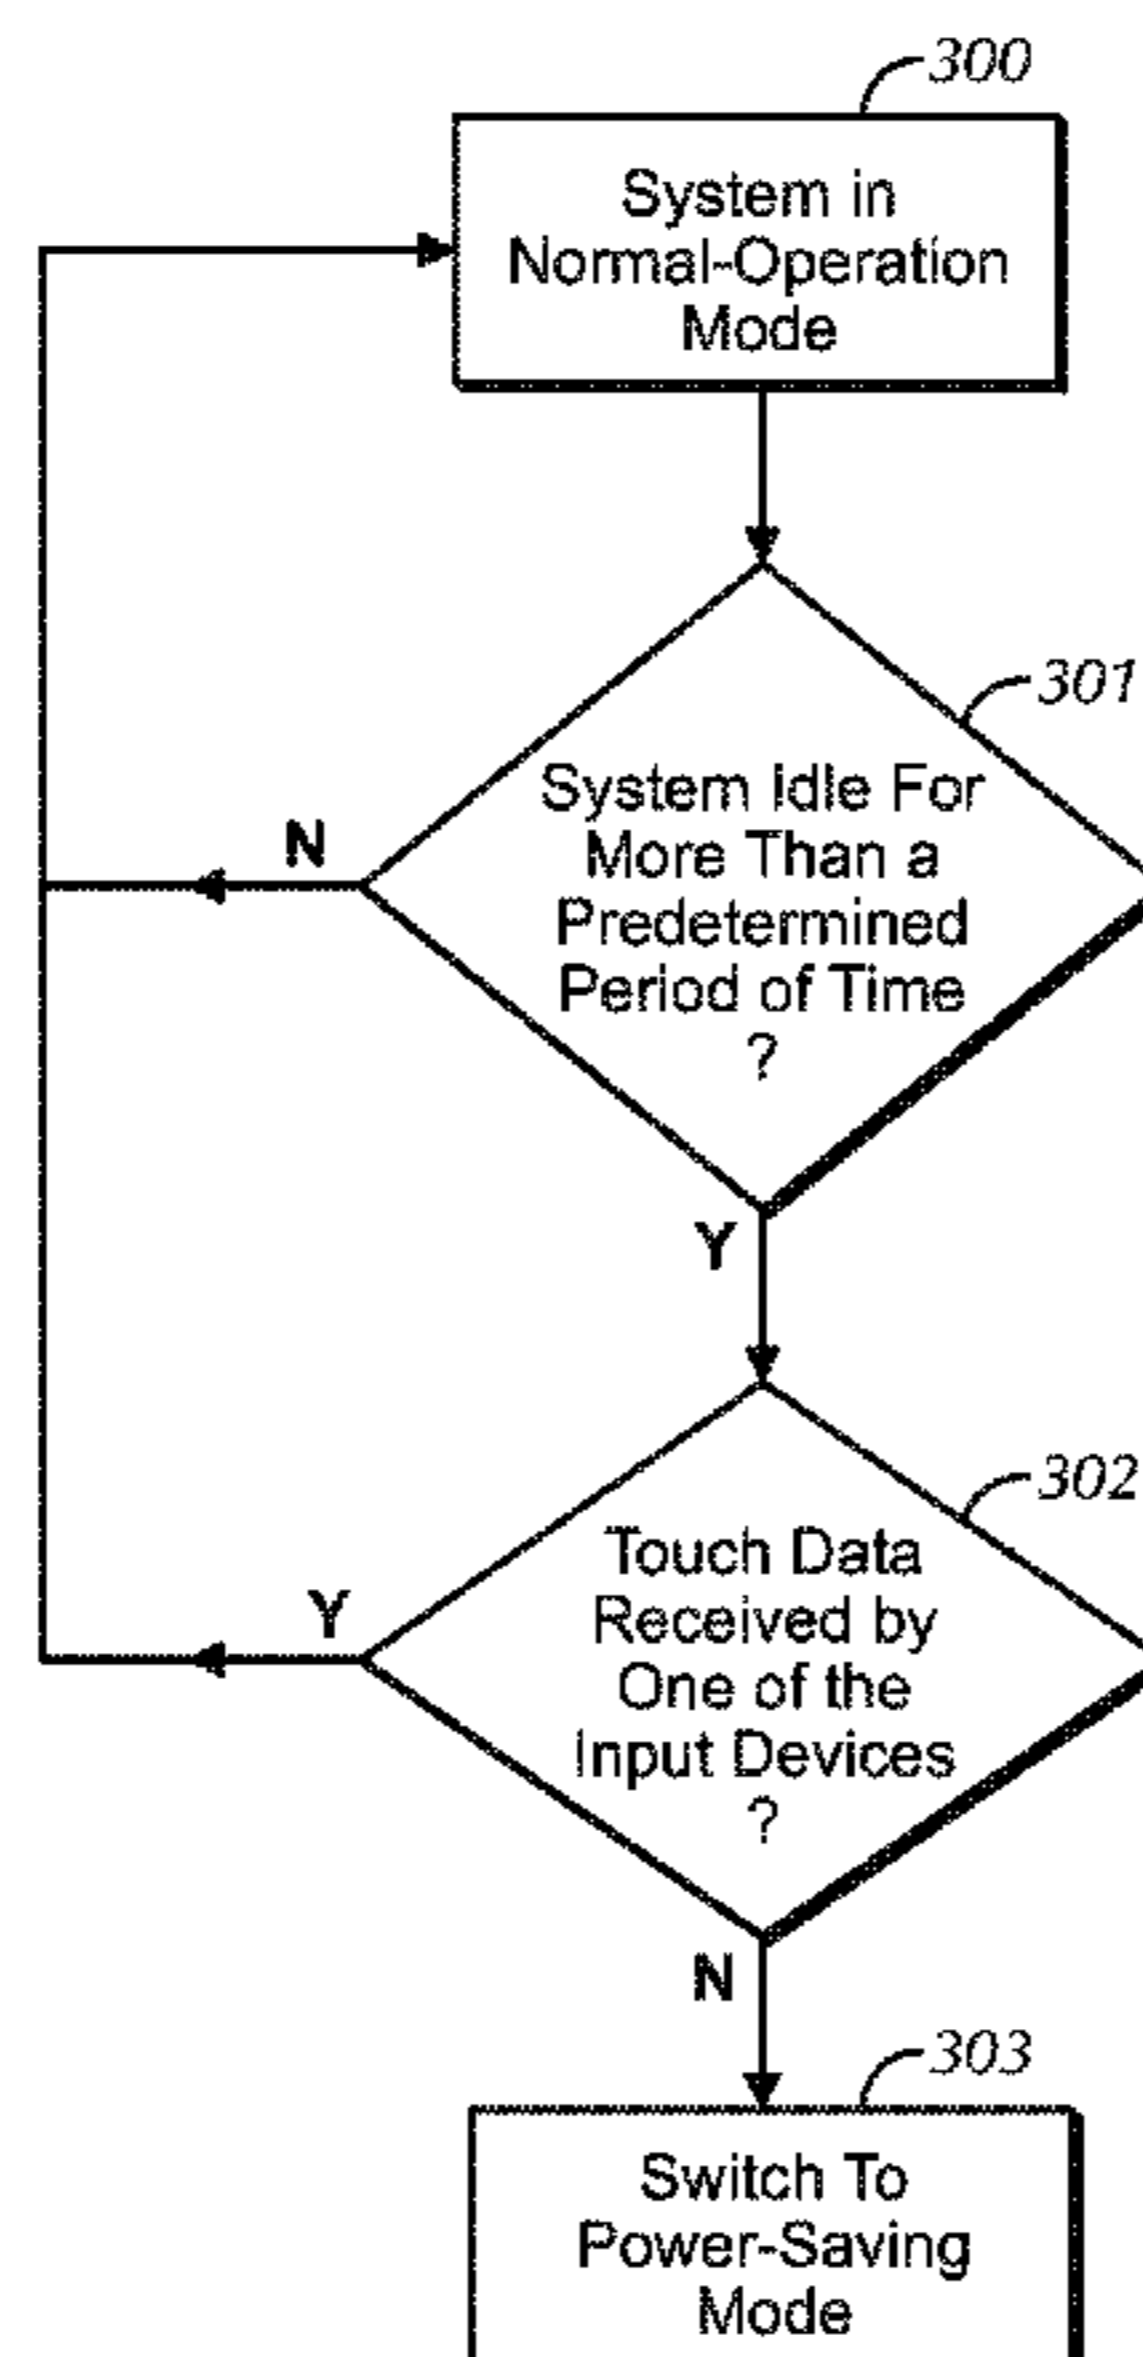 300
System in
Normal-Operation
Mode
301
System Idle For
More Than a
Predetermined
Period of Time
?
N
Y
302
Touch Data
Received by
One of the
Input Devices
?
Y
N
303
Switch To
Power-Saving
Mode